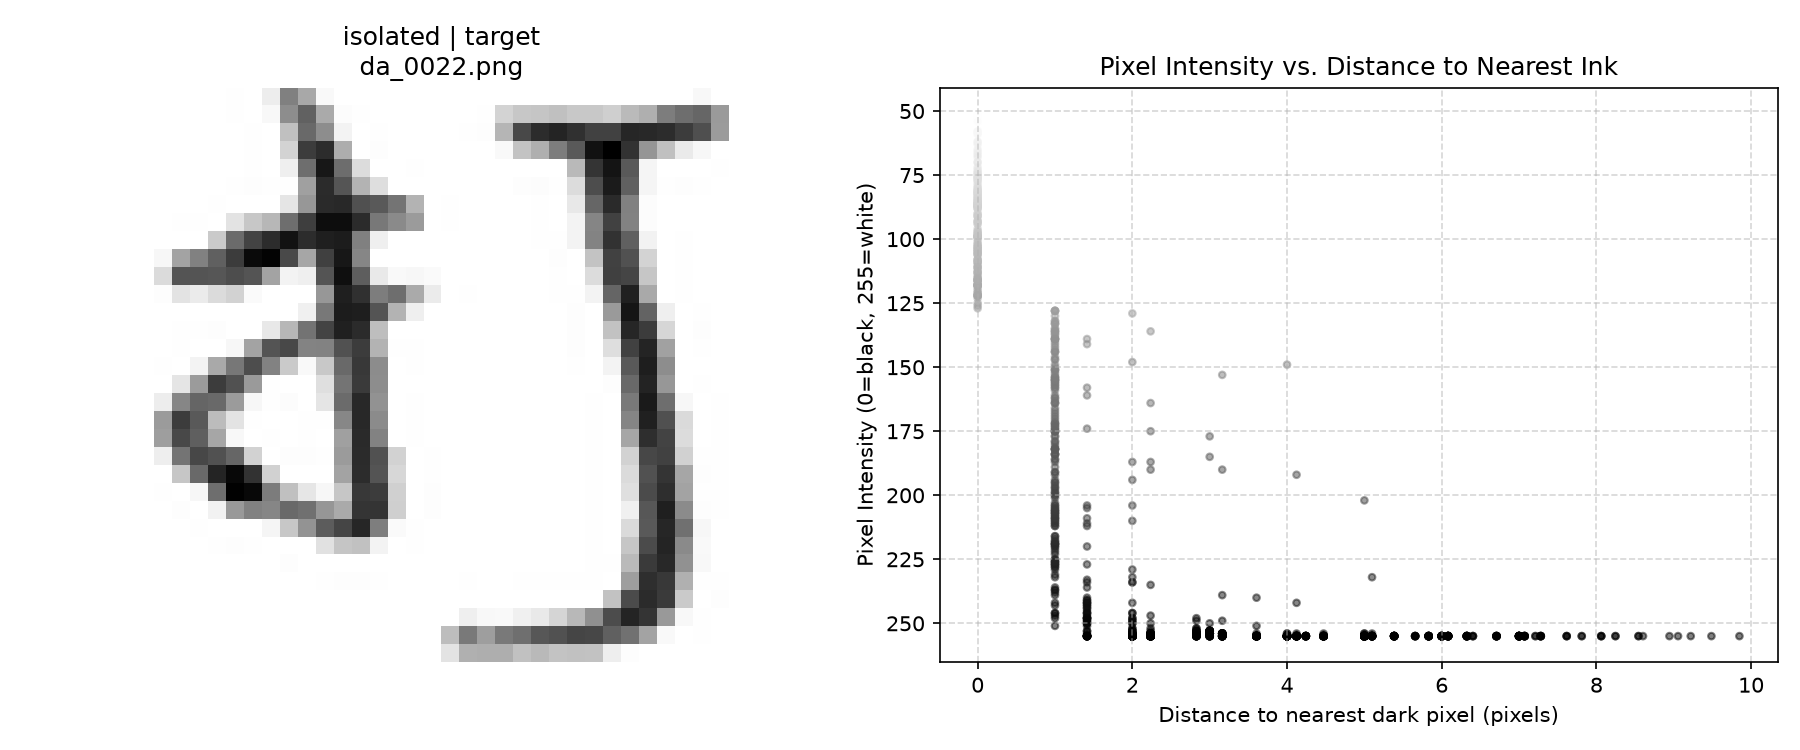 isolated | target
da_0022.png
Pixel Intensity vs. Distance to Nearest Ink
Pixel Intensity (0=black, 255=white)
50
75
100
125
150
175
200
225
250
0 2 4 6 8 10
Distance to nearest dark pixel (pixels)